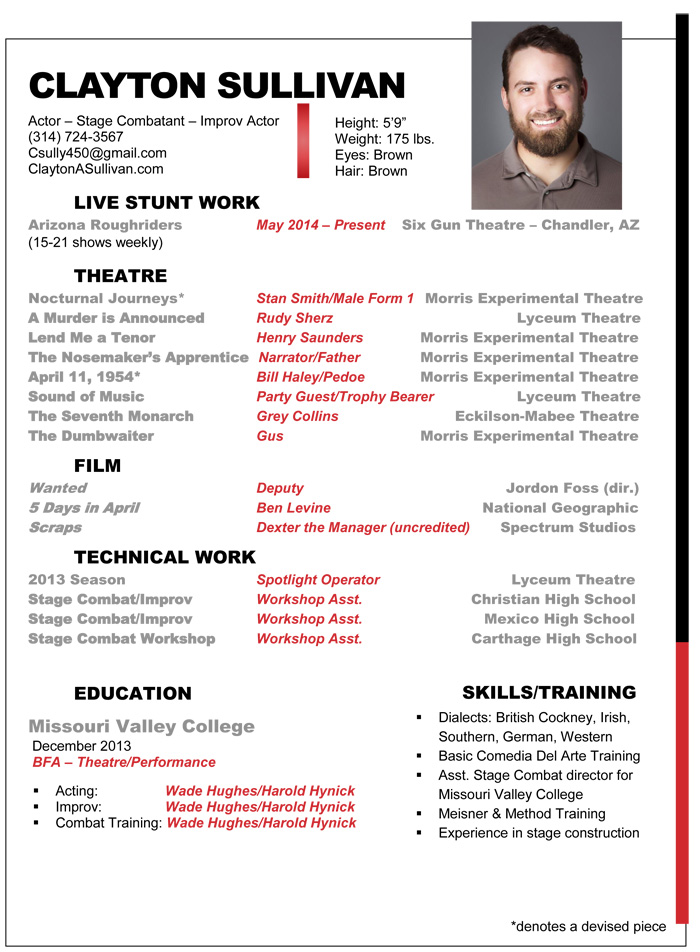 CLAYTON SULLIVAN
Actor – Stage Combatant – Improv Actor
(314) 724-3567
Csully450@gmail.com
ClaytonASullivan.com
Height: 5’9”
Weight: 175 lbs.
Eyes: Brown
Hair: Brown
LIVE STUNT WORK
Arizona Roughriders May 2014 – Present Six Gun Theatre – Chandler, AZ
(15-21 shows weekly)
THEATRE
Nocturnal Journeys* Stan Smith/Male Form 1 Morris Experimental Theatre
A Murder is Announced Rudy Sherz Lyceum Theatre
Lend Me a Tenor Henry Saunders Morris Experimental Theatre
The Nosemaker’s Apprentice Narrator/Father Morris Experimental Theatre
April 11, 1954* Bill Haley/Pedoe Morris Experimental Theatre
Sound of Music Party Guest/Trophy Bearer Lyceum Theatre
The Seventh Monarch Grey Collins Eckilson-Mabee Theatre
The Dumbwaiter Gus Morris Experimental Theatre
FILM
Wanted Deputy Jordon Foss (dir.)
5 Days in April Ben Levine National Geographic
Scraps Dexter the Manager (uncredited) Spectrum Studios
TECHNICAL WORK
2013 Season Spotlight Operator Lyceum Theatre
Stage Combat/Improv Workshop Asst. Christian High School
Stage Combat/Improv Workshop Asst. Mexico High School
Stage Combat Workshop Workshop Asst. Carthage High School
EDUCATION
Missouri Valley College
December 2013
BFA – Theatre/Performance
▪ Acting: Wade Hughes/Harold Hynick
▪ Improv: Wade Hughes/Harold Hynick
▪ Combat Training: Wade Hughes/Harold Hynick
SKILLS/TRAINING
▪ Dialects: British Cockney, Irish,
Southern, German, Western
▪ Basic Comedia Del Arte Training
▪ Asst. Stage Combat director for
Missouri Valley College
▪ Meisner & Method Training
▪ Experience in stage construction
*denotes a devised piece